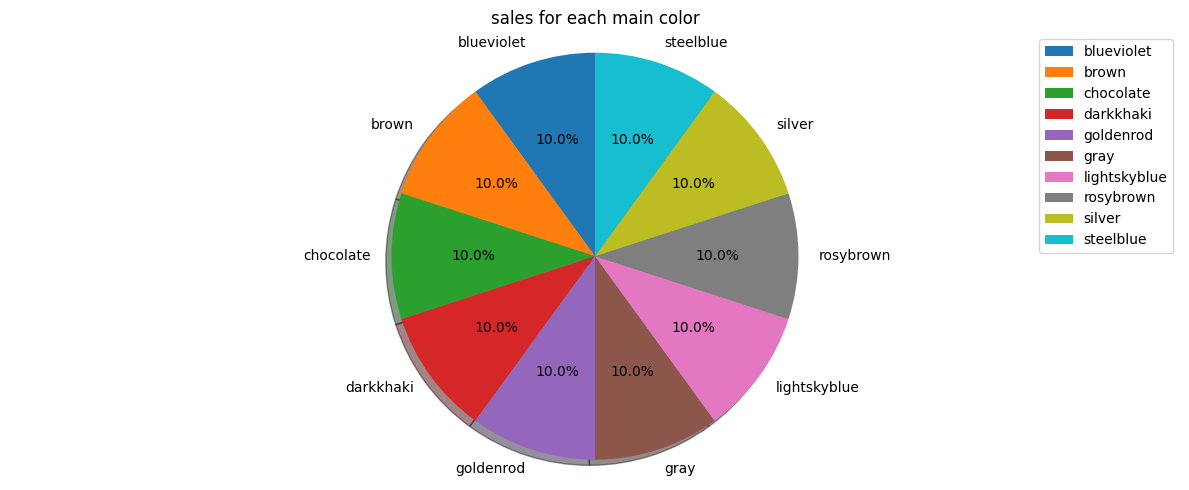 sales for each main color
blueviolet
steelblue
brown
silver
chocolate
rosybrown
darkkhaki
lightskyblue
goldenrod
gray
10.0%
10.0%
10.0%
10.0%
10.0%
10.0%
10.0%
10.0%
10.0%
10.0%
blueviolet
brown
chocolate
darkkhaki
goldenrod
gray
lightskyblue
rosybrown
silver
steelblue